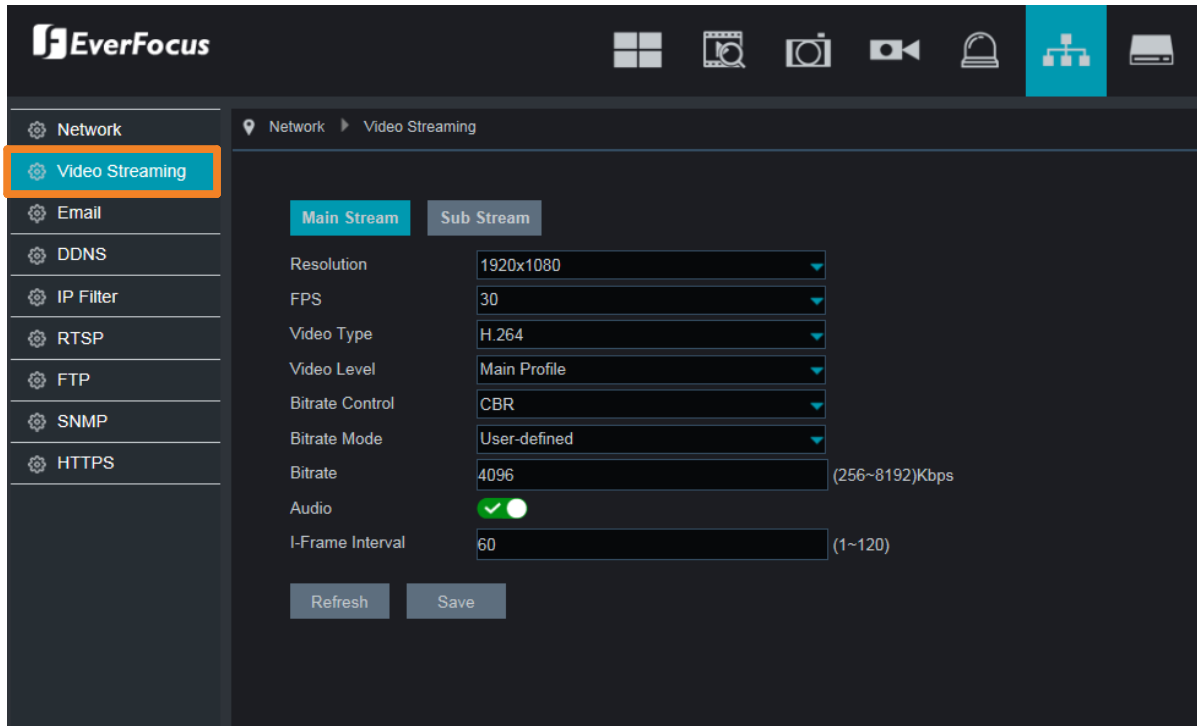 EverFocus
Network
Video Streaming
Email
DDNS
IP Filter
RTSP
FTP
SNMP
HTTPS
Network Video Streaming
Main Stream Sub Stream
Resolution 1920x1080
FPS 30
Video Type H.264
Video Level Main Profile
Bitrate Control CBR
Bitrate Mode User-defined
Bitrate 4096 (256~8192)Kbps
Audio
I-Frame Interval 60 (1~120)
Refresh Save